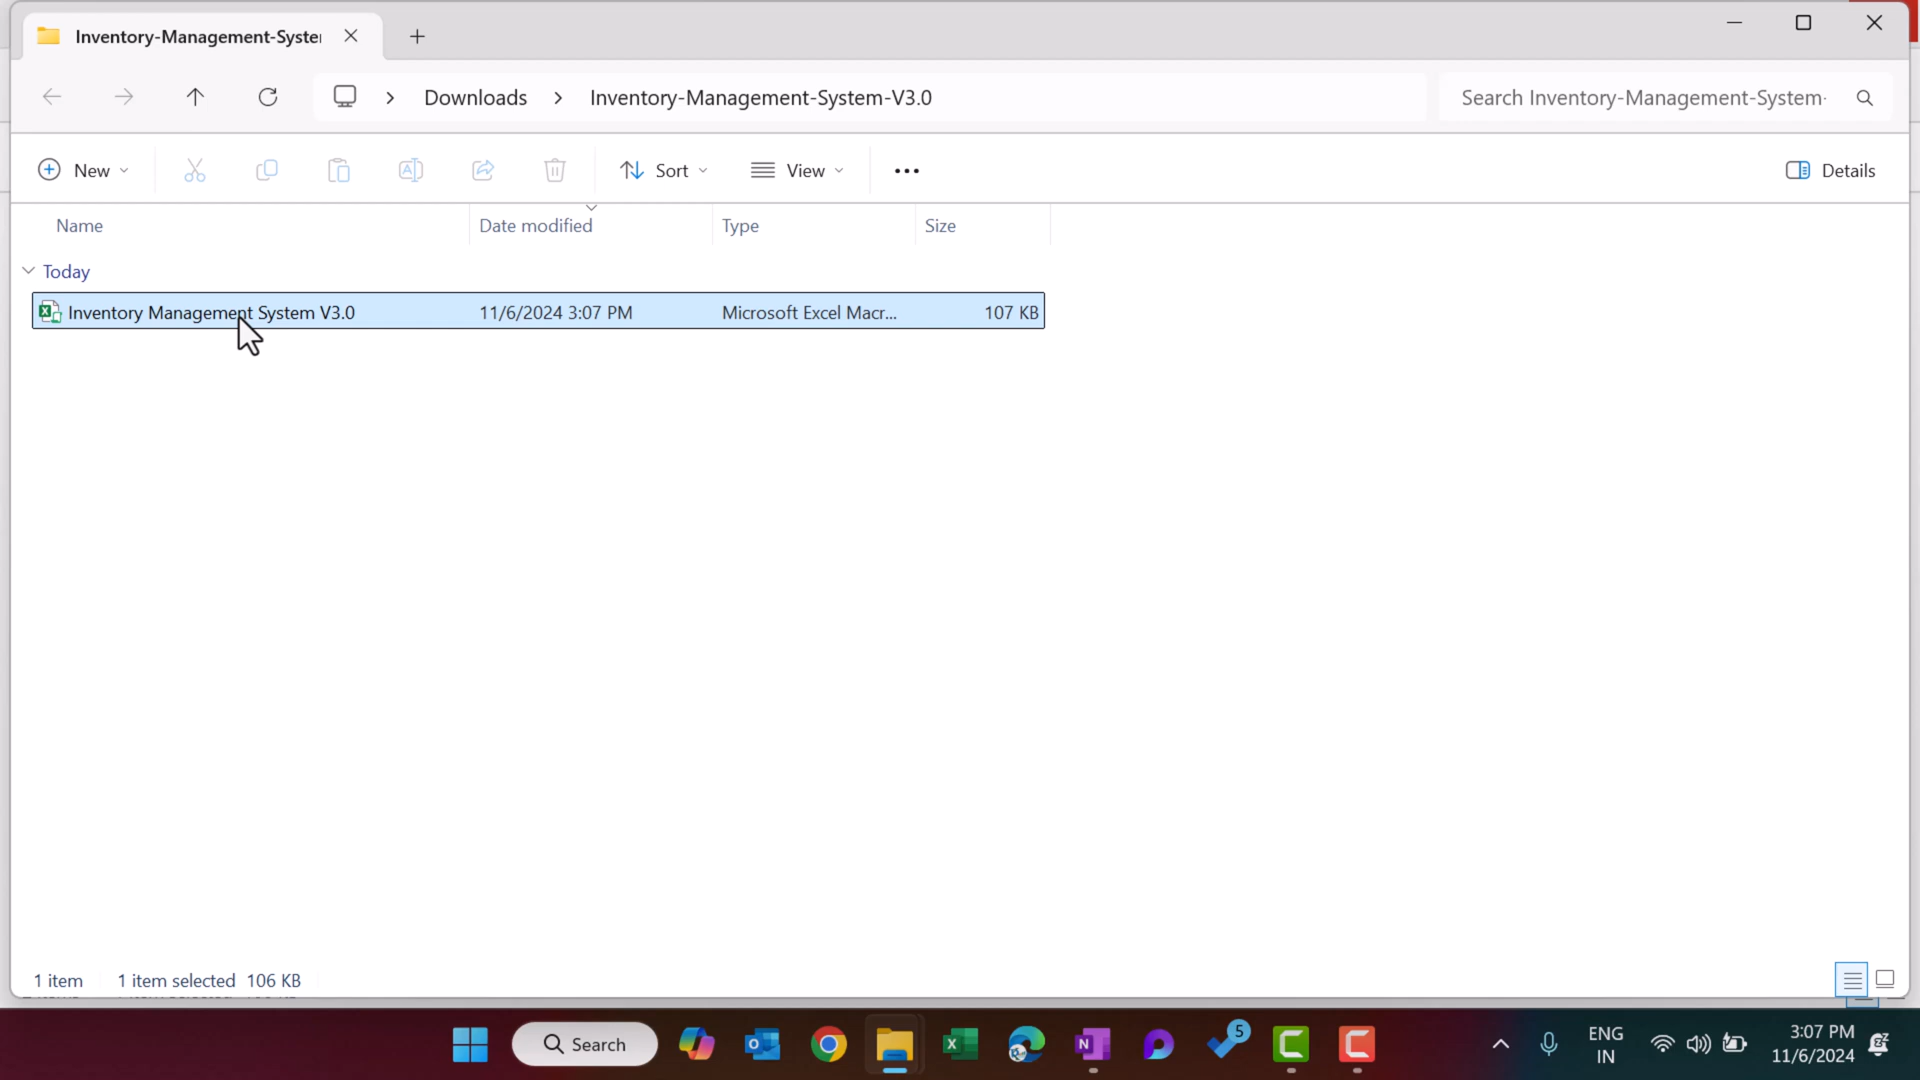 Inventory-Management-Syster
Downloads
Inventory-Management-System-V3.0
Search Inventory-Management-System-
New
Sort
View
Details
Name
Date modified
Type
Size
Today
Inventory Management System V3.0
11/6/2024 3:07 PM
Microsoft Excel Macr...
107 KB
1 item
1 item selected
106 KB
Search
5
ENG
IN
3:07 PM
11/6/2024